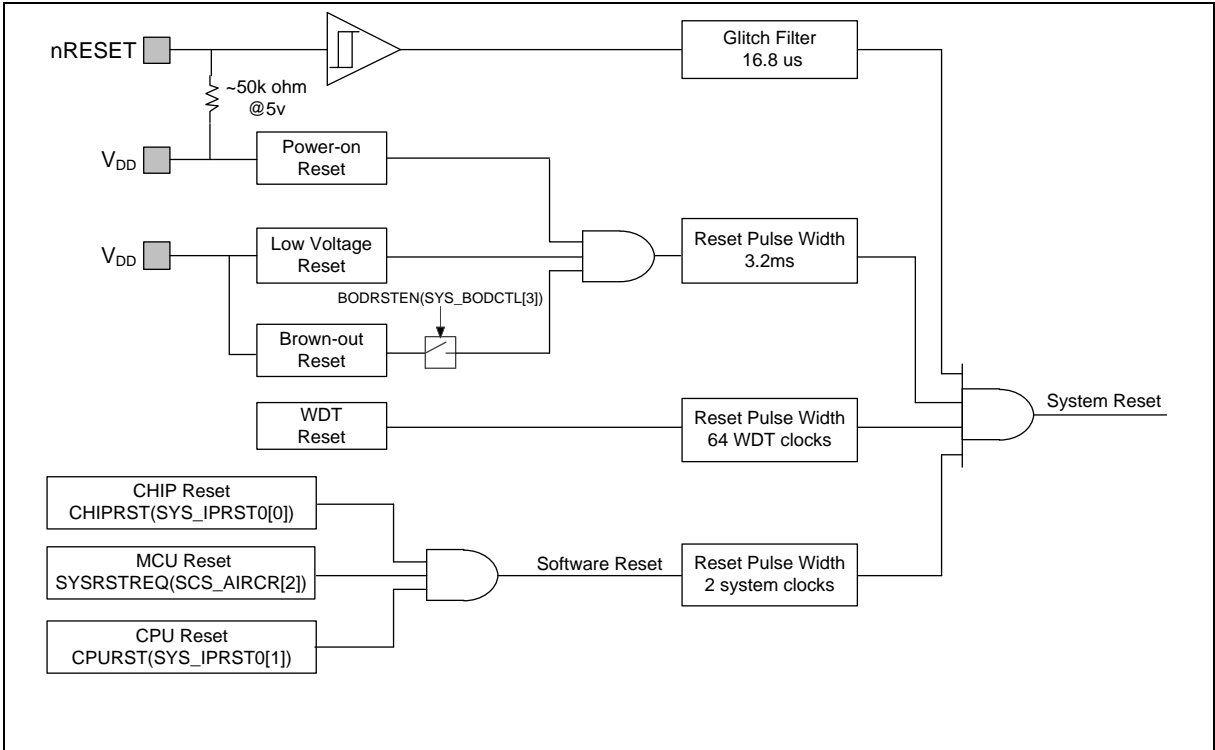 nRESET
Glitch Filter
16.8 us
~50k ohm
@5v
VDD
Power-on
Reset
VDD
Low Voltage
Reset
Reset Pulse Width
3.2ms
BODRSTEN(SYS_BODCTL[3])
Brown-out
Reset
System Reset
WDT
Reset
Reset Pulse Width
64 WDT clocks
CHIP Reset
CHIPRST(SYS_IPRST0[0])
MCU Reset
SYSRSTREQ(SCS_AIRCR[2])
Software Reset
Reset Pulse Width
2 system clocks
CPU Reset
CPURST(SYS_IPRST0[1])